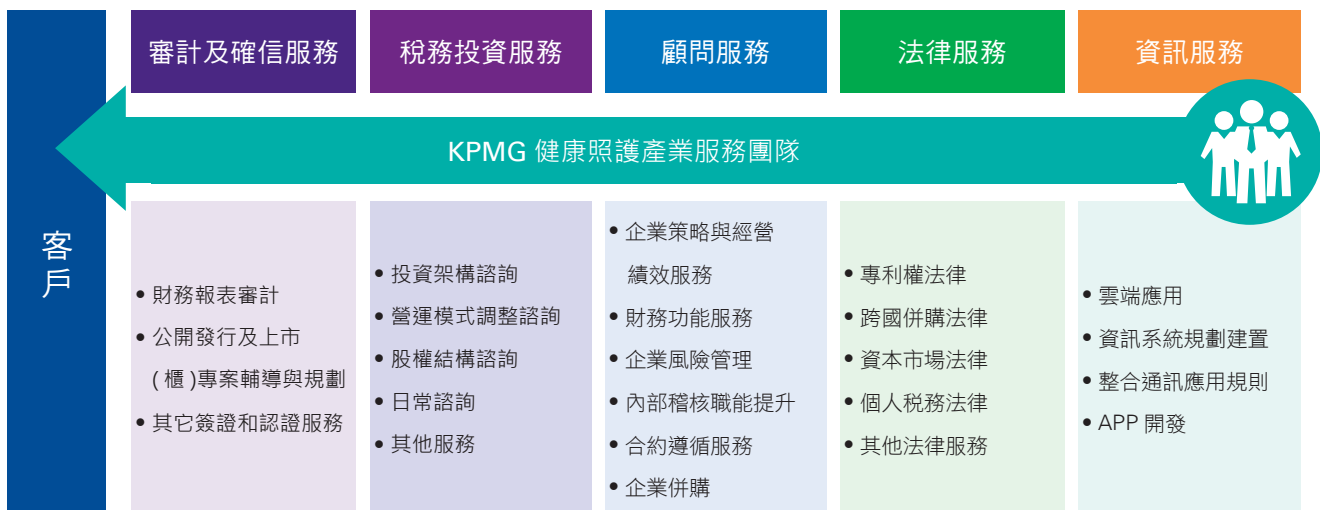 審計及確信服務
稅務投資服務
顧問服務
法律服務
資訊服務
KPMG 健康照護產業服務團隊
客戶
• 財務報表審計
• 公開發行及上市
( 櫃 )專案輔導與規劃
• 其它簽證和認證服務
• 投資架構諮詢
• 營運模式調整諮詢
• 股權結構諮詢
• 日常諮詢
• 其他服務
• 企業策略與經營
績效服務
• 財務功能服務
• 企業風險管理
• 內部稽核職能提升
• 合約遵循服務
• 企業併購
• 專利權法律
• 跨國併購法律
• 資本市場法律
• 個人稅務法律
• 其他法律服務
• 雲端應用
• 資訊系統規劃建置
• 整合通訊應用規則
• APP 開發